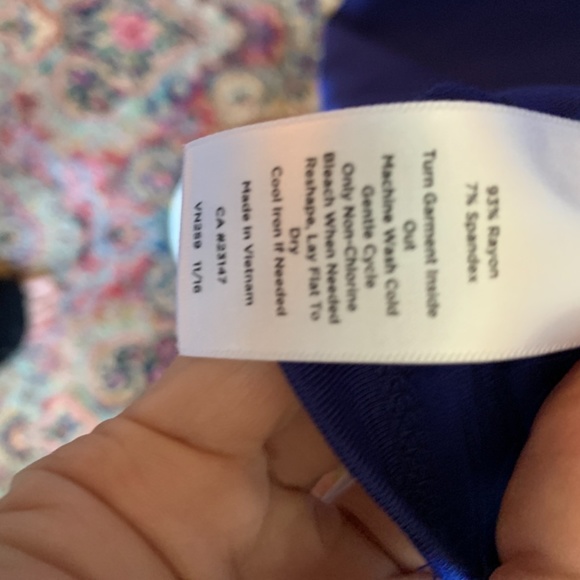 93% Rayon
7% Spandex
Turn Garment Inside
Out
Machine Wash Cold
Gentle Cycle
Only Non-Chlorine
Bleach When Needed
Reshape, Lay Flat To
Dry
Cool Iron If Needed
Made in Vietnam
CA #23147
VN259 11/16